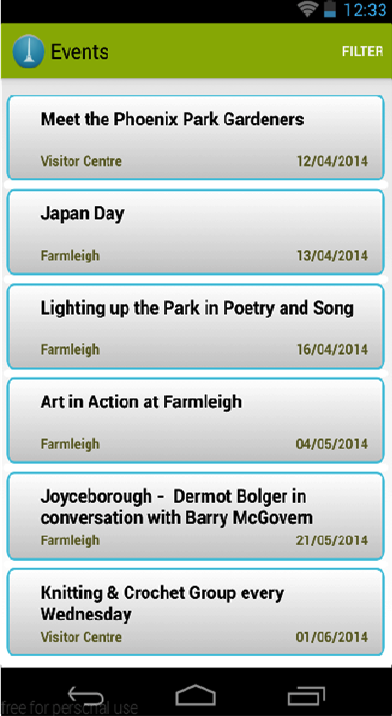 12:33
Events
FILTER
Meet the Phoenix Park Gardeners
Visitor Centre 12/04/2014
Japan Day
Farmleigh 13/04/2014
Lighting up the Park in Poetry and Song
Farmleigh 16/04/2014
Art in Action at Farmleigh
Farmleigh 04/05/2014
Joyceborough - Dermot Bolger in
conversation with Barry McGovern
Farmleigh 21/05/2014
Knitting & Crochet Group every
Wednesday
Visitor Centre 01/06/2014
free for personal use